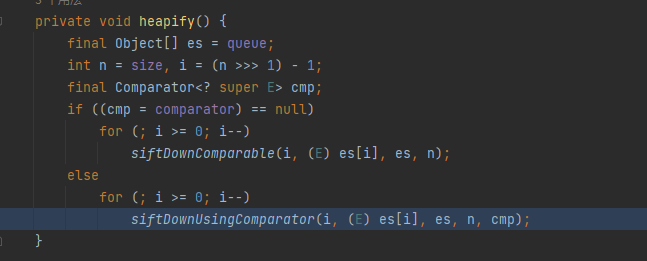 3个用法
private void heapify() {
    final Object[] es = queue;
    int n = size, i = (n >>> 1) - 1;
    final Comparator<? super E> cmp;
    if ((cmp = comparator) == null)
        for (; i >= 0; i--)
            siftDownComparable(i, (E) es[i], es, n);
    else
        for (; i >= 0; i--)
            siftDownUsingComparator(i, (E) es[i], es, n, cmp);
}